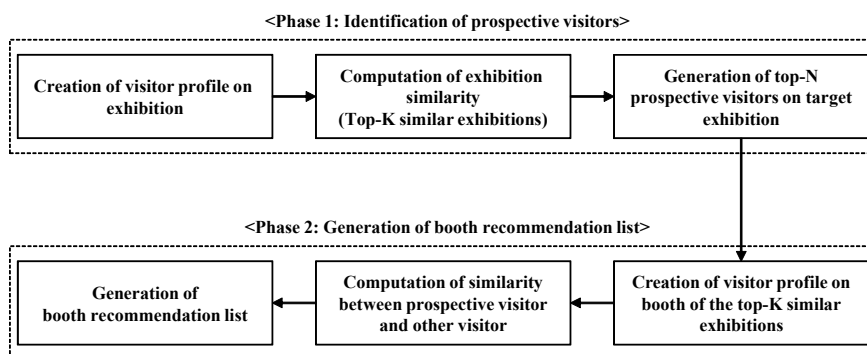 <Phase 1: Identification of prospective visitors>
Creation of visitor profile on
exhibition
Computation of exhibition
similarity
(Top-K similar exhibitions)
Generation of top-N
prospective visitors on target
exhibition
<Phase 2: Generation of booth recommendation list>
Generation of
booth recommendation list
Computation of similarity
between prospective visitor
and other visitor
Creation of visitor profile on
booth of the top-K similar
exhibitions